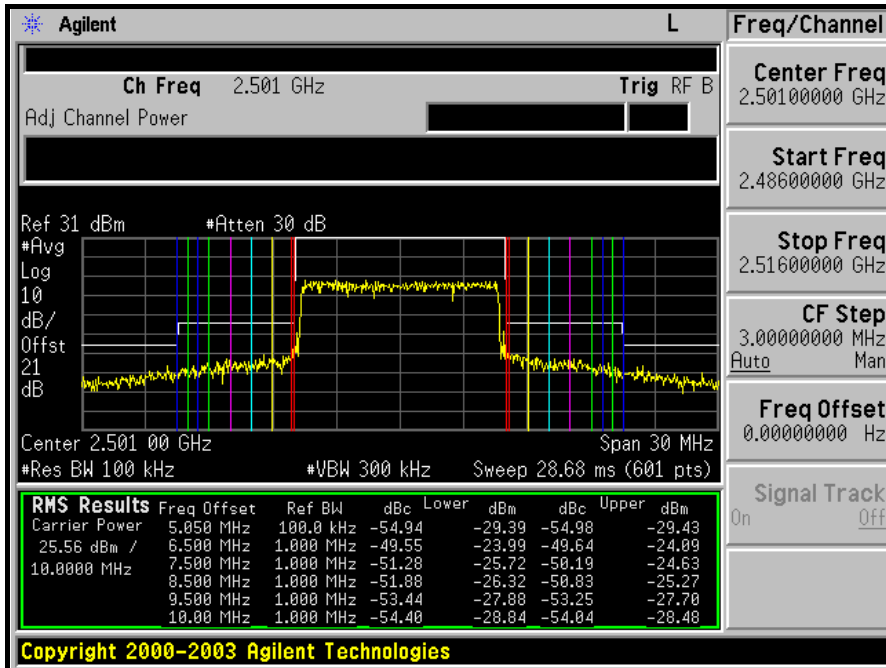 Agilent L Freq/Channel
Ch Freq 2.501 GHz Trig RF B
Adj Channel Power
Center Freq
2.50100000 GHz
Start Freq
2.48600000 GHz
Stop Freq
2.51600000 GHz
CF Step
3.00000000 MHz
Auto Man
Freq Offset
0.00000000 Hz
Signal Track
On Off
Ref 31 dBm #Atten 30 dB
#Avg
Log
10
dB/
Offst
21
dB
Center 2.501 00 GHz Span 30 MHz
#Res BW 100 kHz #VBW 300 kHz Sweep 28.68 ms (601 pts)
RMS Results Freq Offset Ref BW dBc Lower dBm dBc Upper dBm
Carrier Power 5.050 MHz 100.0 kHz -54.94 -29.39 -54.98 -29.43
25.56 dBm / 6.500 MHz 1.000 MHz -49.55 -23.99 -49.64 -24.09
10.0000 MHz 7.500 MHz 1.000 MHz -51.28 -25.72 -50.19 -24.63
8.500 MHz 1.000 MHz -51.88 -26.32 -50.83 -25.27
9.500 MHz 1.000 MHz -53.44 -27.88 -53.25 -27.70
10.00 MHz 1.000 MHz -54.40 -28.84 -54.04 -28.48
Copyright 2000-2003 Agilent Technologies